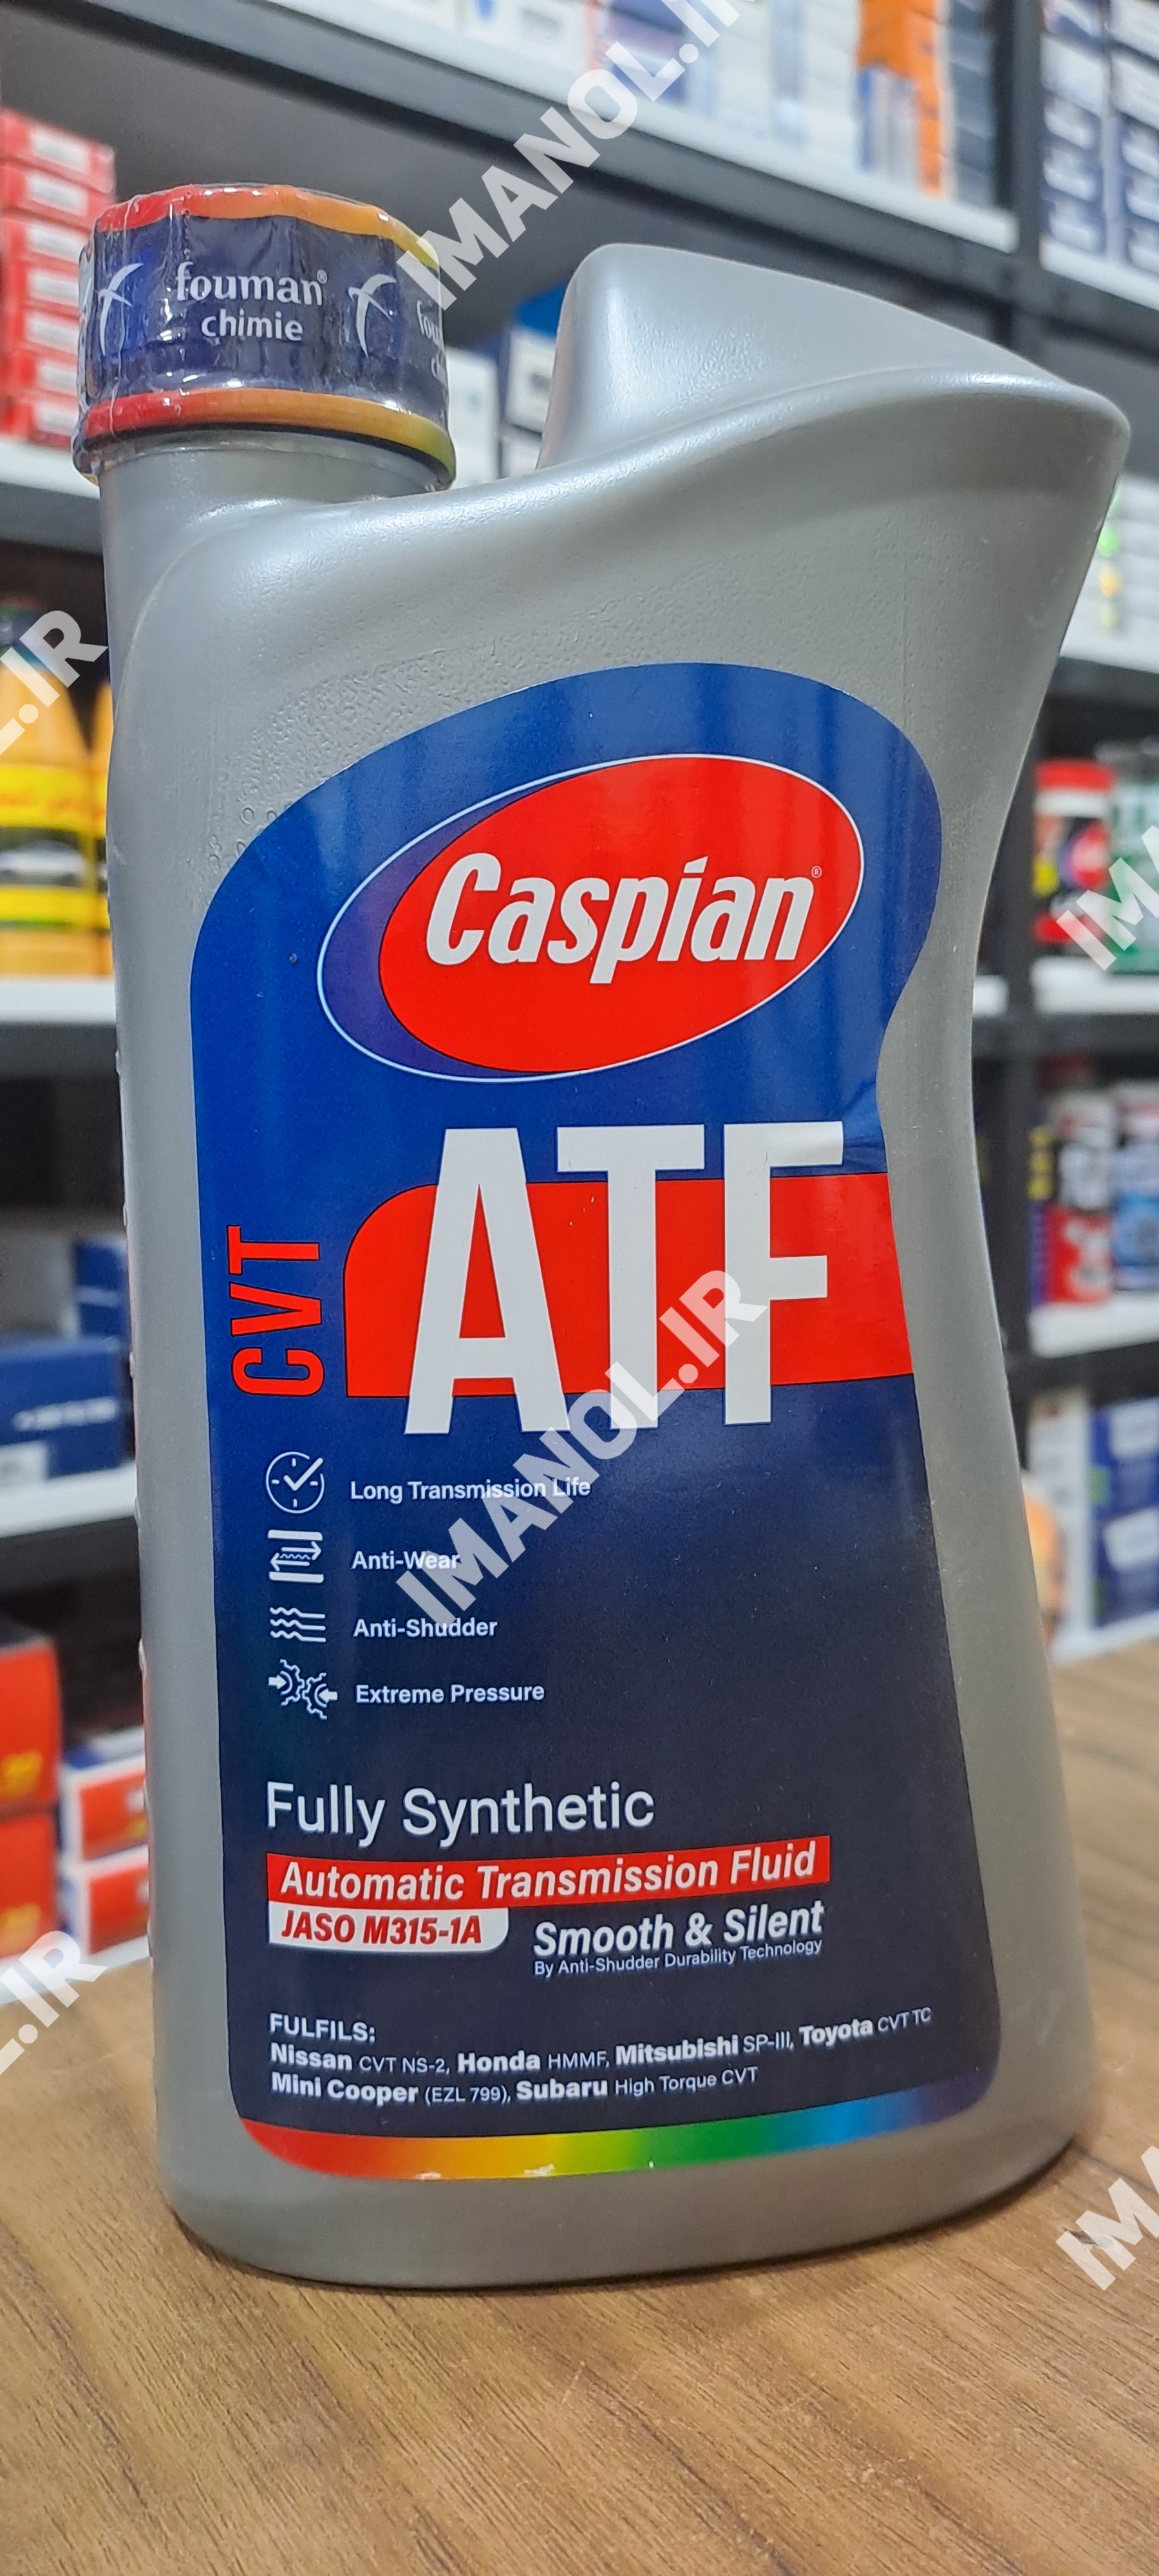 IMANOL.IR
fouman®
chimie
Caspian®
ATF
CVT
Long Transmission Life
Anti-Wear
Anti-Shudder
Extreme Pressure
IMANOL.IR
Fully Synthetic
Automatic Transmission Fluid
JASO M315-1A
Smooth & Silent
By Anti-Shudder Durability Technology
FULFILS:
Nissan CVT NS-2, Honda HMMF, Mitsubishi SP-III, Toyota CVT TC
Mini Cooper (EZL 799), Subaru High Torque CVT